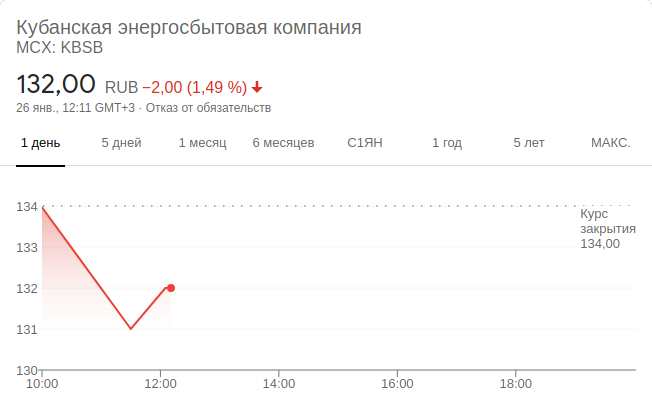 Кубанская энергосбытовая компания
MCX: KBSB
132,00 RUB −2,00 (1,49 %)
26 янв., 12:11 GMT+3 · Отказ от обязательств
1 день 5 дней 1 месяц 6 месяцев С1ЯН 1 год 5 лет МАКС.
134
Курс
закрытия
134,00
133
132
131
130
10:00 12:00 14:00 16:00 18:00